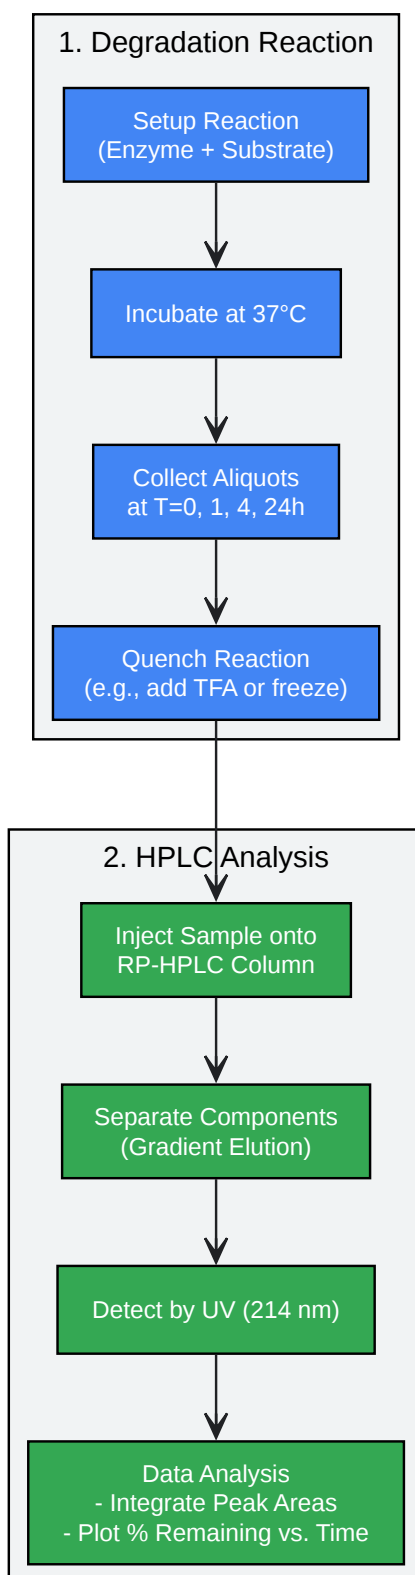 1. Degradation Reaction
Setup Reaction
(Enzyme + Substrate)
Incubate at 37°C
Collect Aliquots
at T=0, 1, 4, 24h
Quench Reaction
(e.g., add TFA or freeze)
2. HPLC Analysis
Inject Sample onto
RP-HPLC Column
Separate Components
(Gradient Elution)
Detect by UV (214 nm)
Data Analysis
- Integrate Peak Areas
- Plot % Remaining vs. Time